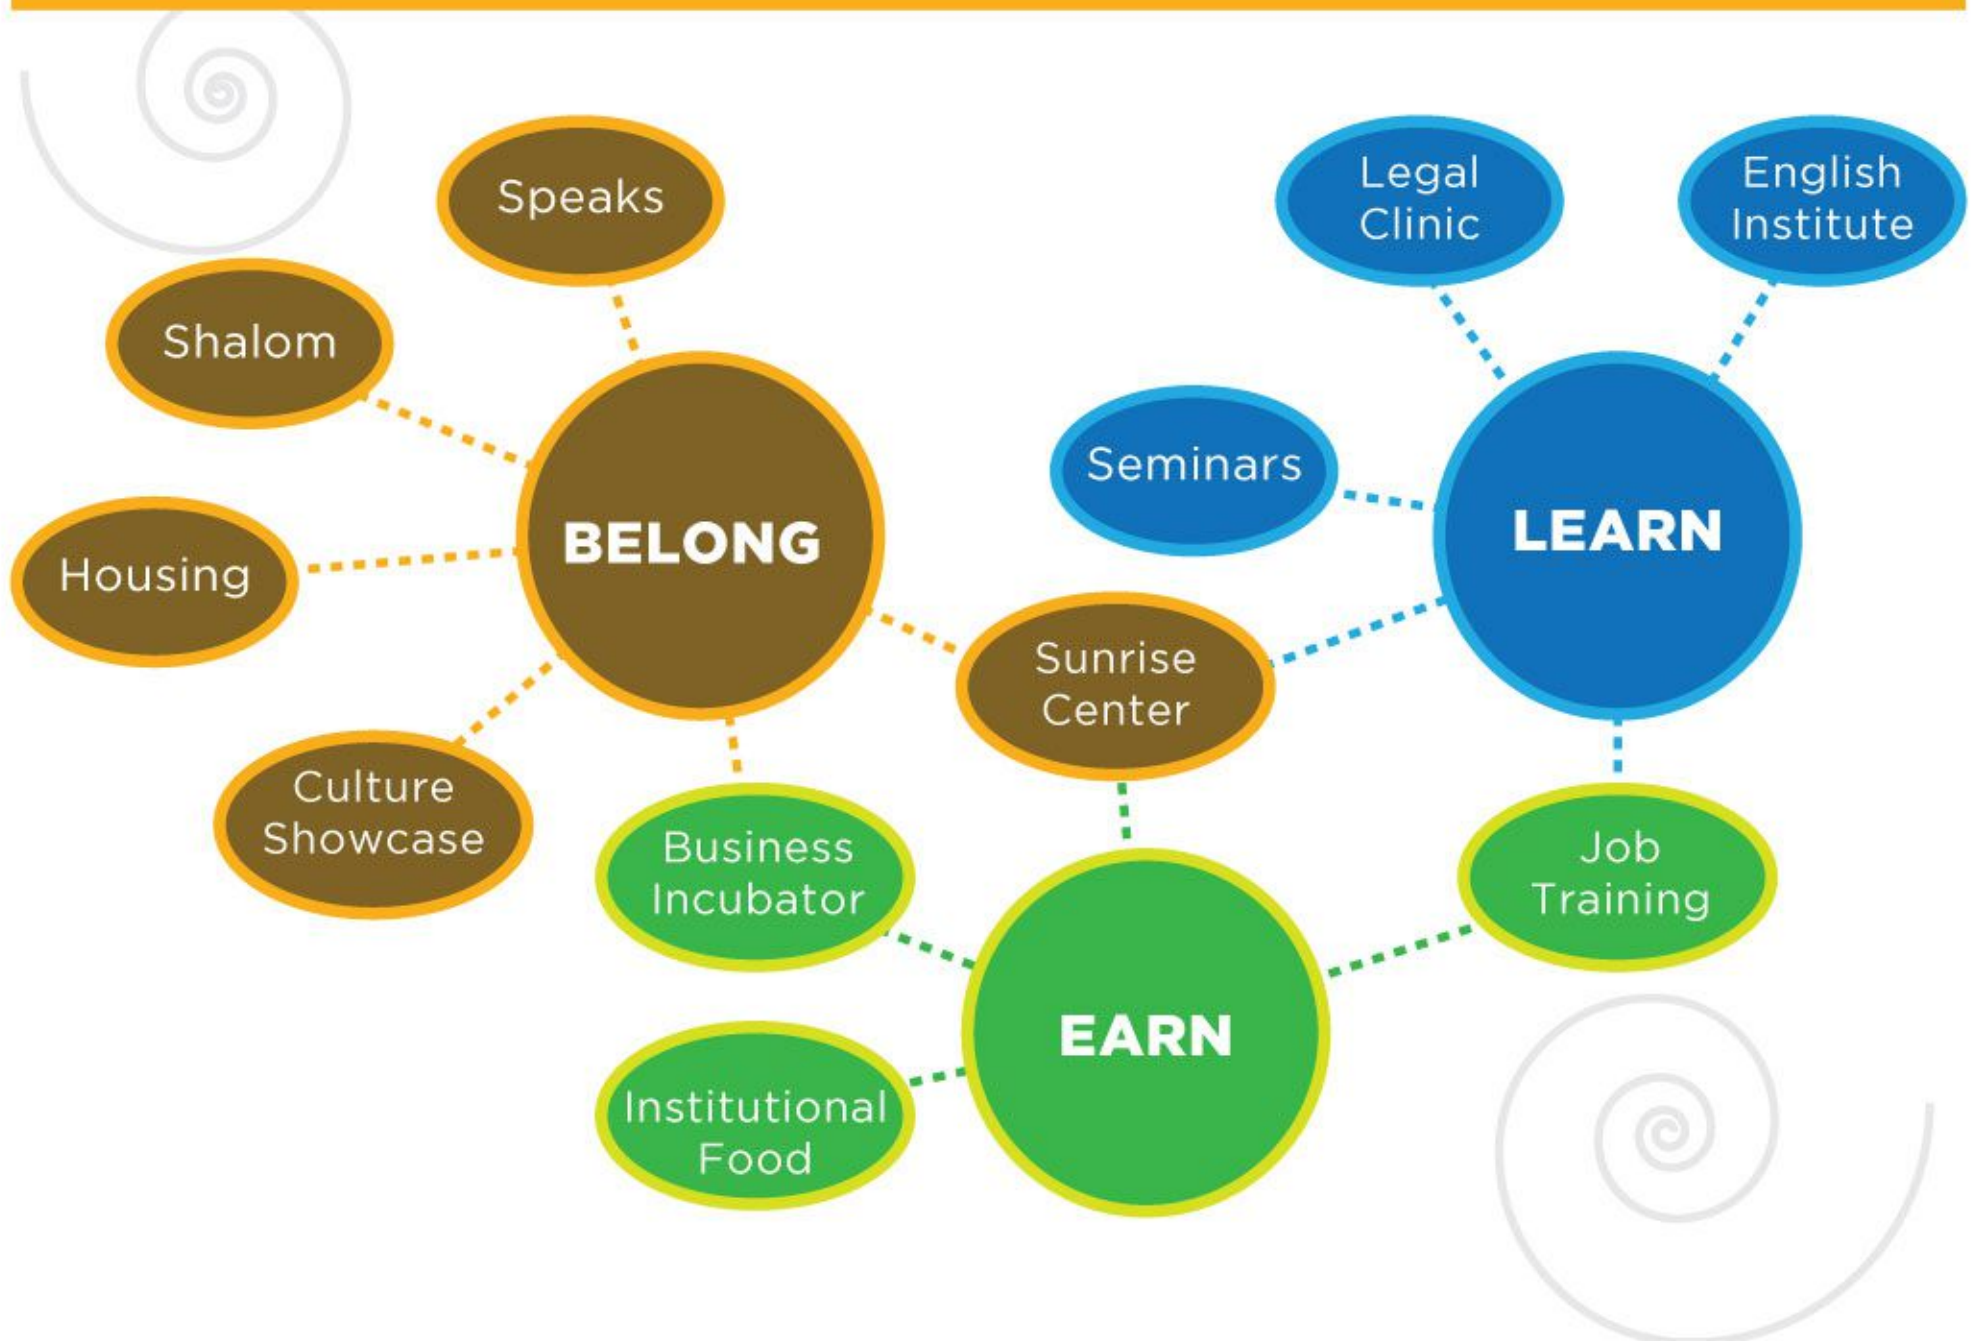 Speaks
Legal
Clinic
English
Institute
Shalom
Seminars
BELONG
LEARN
Housing
Sunrise
Center
Culture
Showcase
Business
Incubator
Job
Training
EARN
Institutional
Food